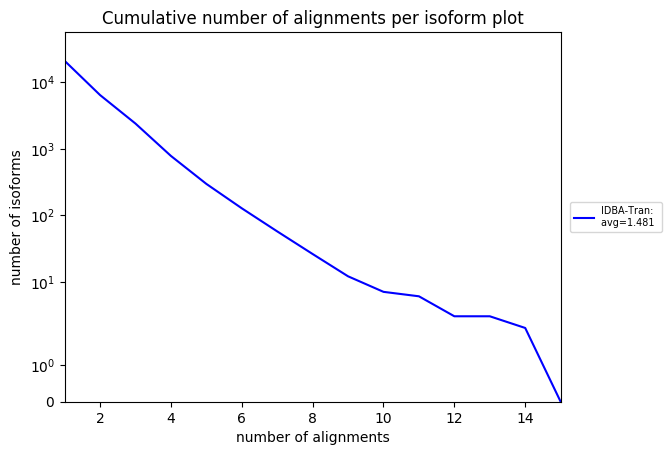 Cumulative number of alignments per isoform plot
number of isoforms
10^4
10^3
10^2
10^1
10^0
0
2 4 6 8 10 12 14
number of alignments
IDBA-Tran:
avg=1.481